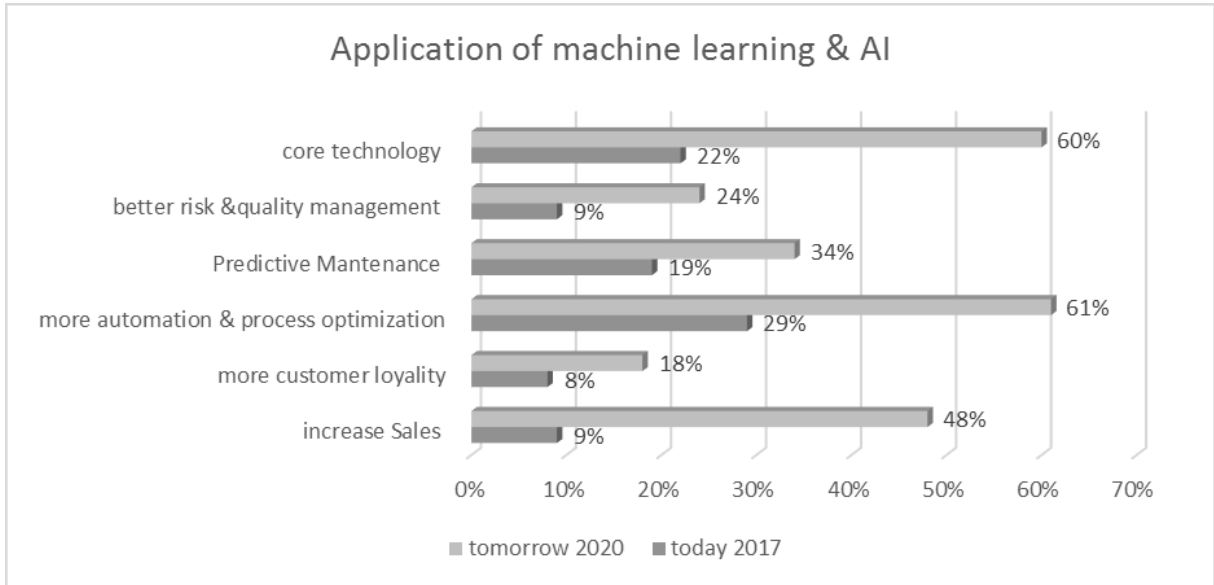 Application of machine learning & AI
core technology
60%
22%
better risk &quality management
24%
9%
Predictive Mantenance
34%
19%
more automation & process optimization
61%
29%
more customer loyality
18%
8%
increase Sales
48%
9%
0% 10% 20% 30% 40% 50% 60% 70%
tomorrow 2020 today 2017